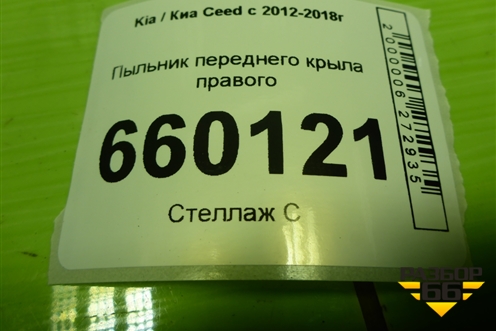 Kia / Киа Ceed с 2012-2018г
Пыльник переднего крыла
правого
660121
Стеллаж С
2000006272935
РАЗБОР
66